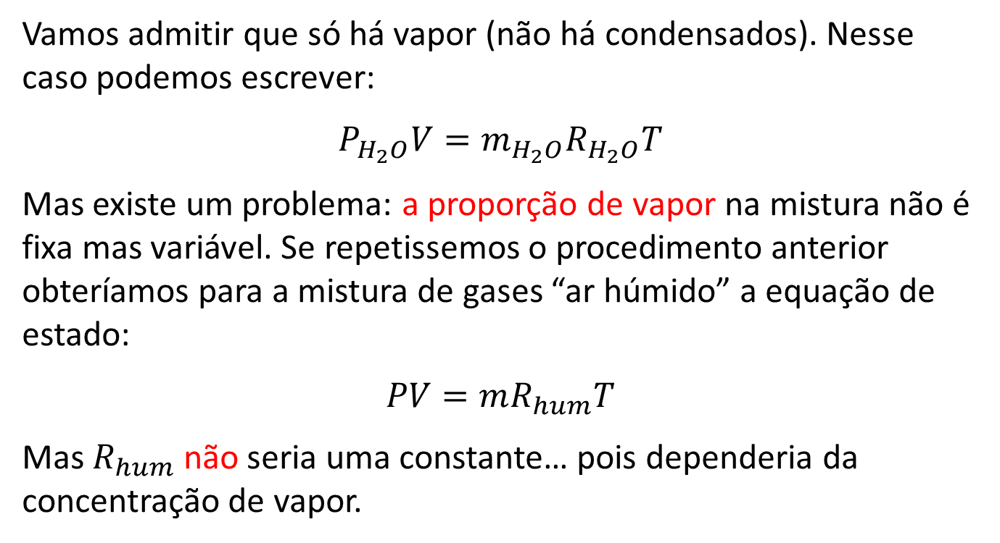 Vamos admitir que só há vapor (não há condensados). Nesse
caso podemos escrever:
$P_{H_2O}V = m_{H_2O}R_{H_2O}T$
Mas existe um problema: a proporção de vapor na mistura não é
fixa mas variável. Se repetissemos o procedimento anterior
obteríamos para a mistura de gases “ar húmido” a equação de
estado:
$PV = mR_{hum}T$
Mas $R_{hum}$ não seria uma constante… pois dependeria da
concentração de vapor.